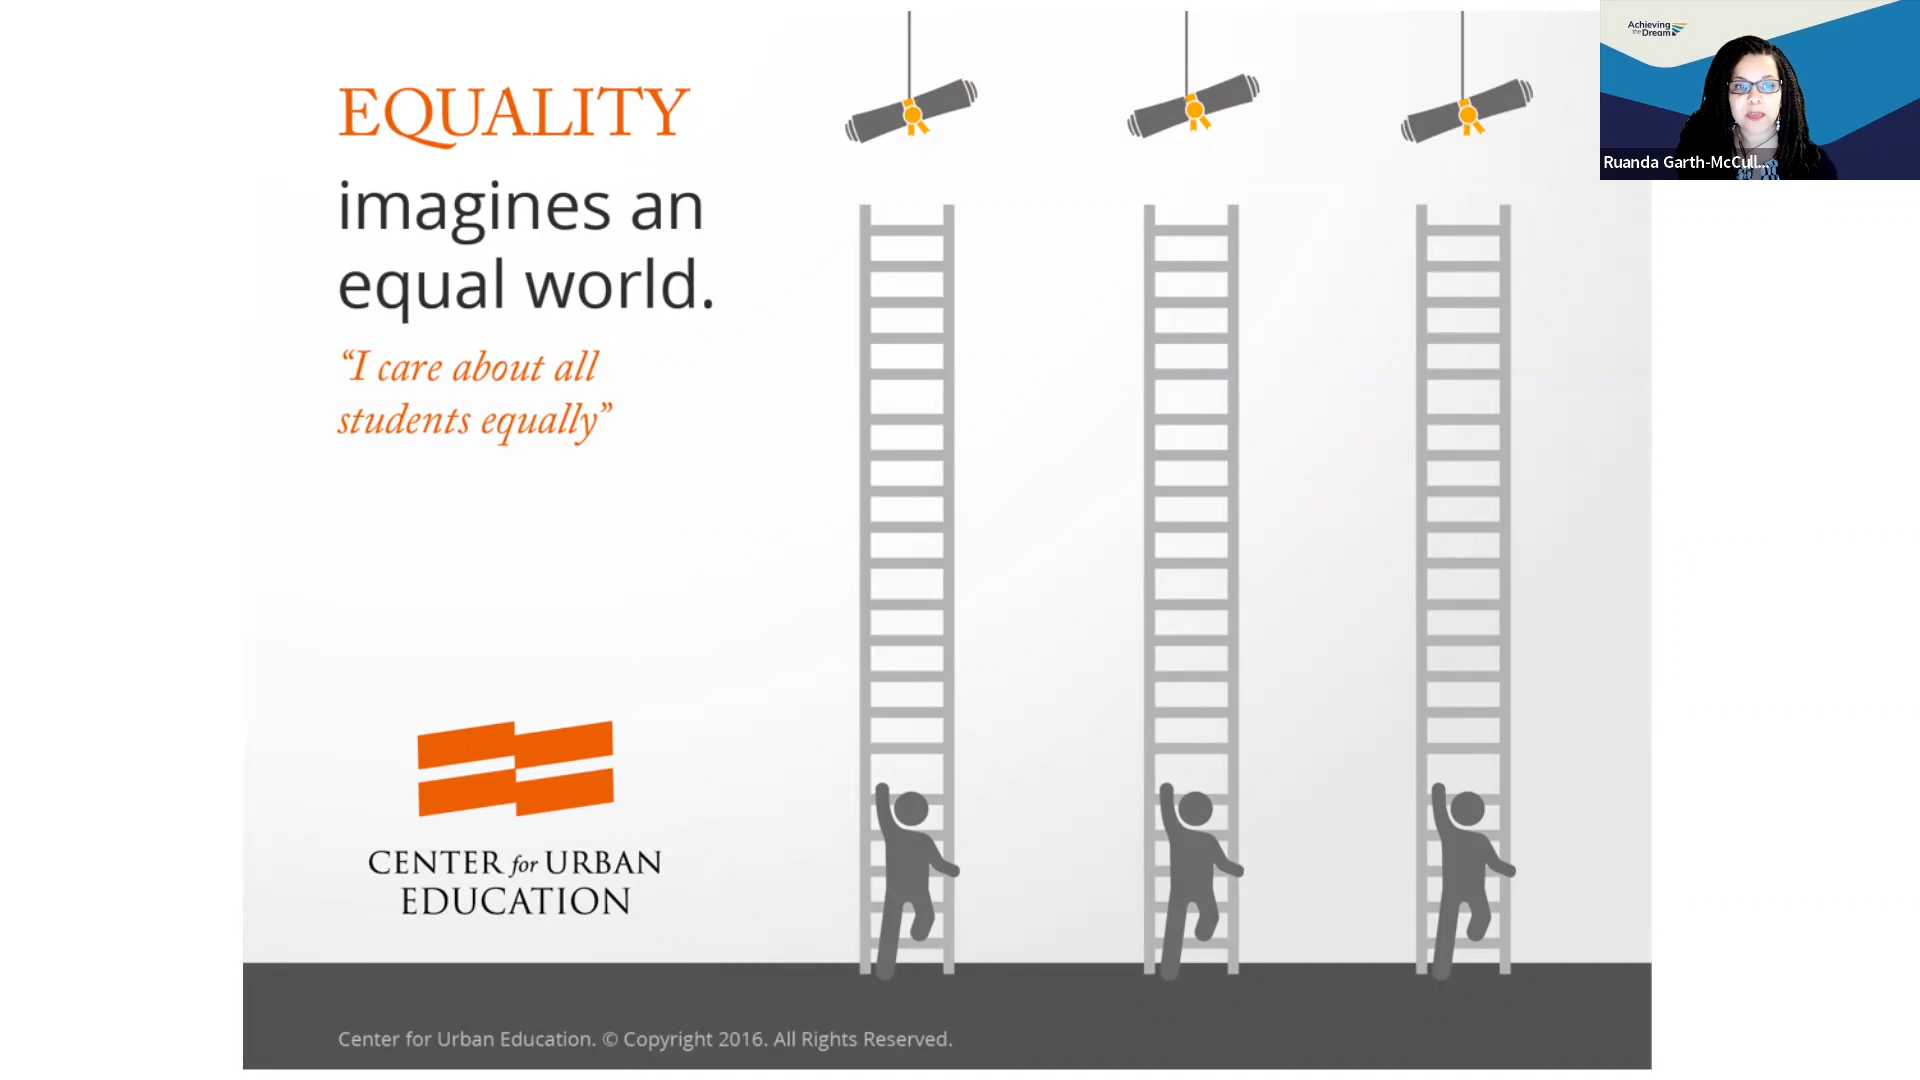 EQUALITY
imagines an
equal world.
“I care about all
students equally”
CENTER for URBAN
EDUCATION
Center for Urban Education. © Copyright 2016. All Rights Reserved.
Achieving
the Dream
Ruanda Garth-McCull...